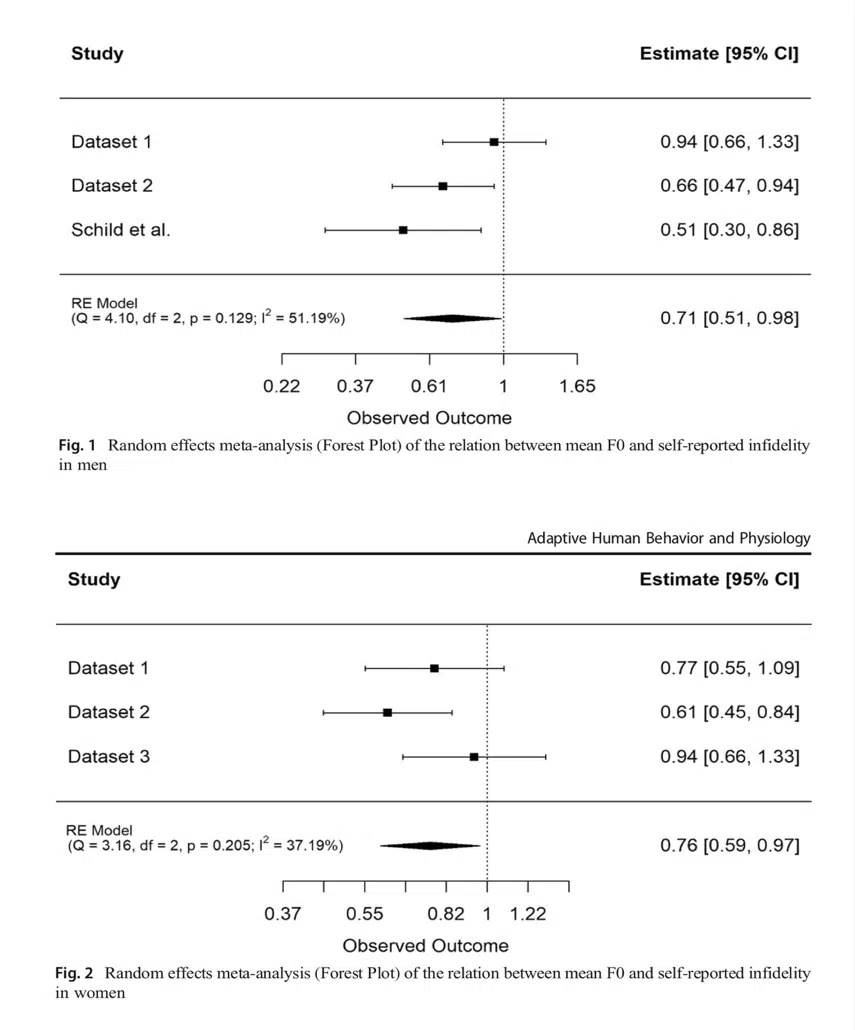 Study Estimate [95% CI]
Dataset 1 0.94 [0.66, 1.33]
Dataset 2 0.66 [0.47, 0.94]
Schild et al. 0.51 [0.30, 0.86]
RE Model
(Q = 4.10, df = 2, p = 0.129; I² = 51.19%) 0.71 [0.51, 0.98]
0.22 0.37 0.61 1 1.65
Observed Outcome
Fig. 1 Random effects meta-analysis (Forest Plot) of the relation between mean F0 and self-reported infidelity
in men
Adaptive Human Behavior and Physiology
Study Estimate [95% CI]
Dataset 1 0.77 [0.55, 1.09]
Dataset 2 0.61 [0.45, 0.84]
Dataset 3 0.94 [0.66, 1.33]
RE Model
(Q = 3.16, df = 2, p = 0.205; I² = 37.19%) 0.76 [0.59, 0.97]
0.37 0.55 0.82 1 1.22
Observed Outcome
Fig. 2 Random effects meta-analysis (Forest Plot) of the relation between mean F0 and self-reported infidelity
in women